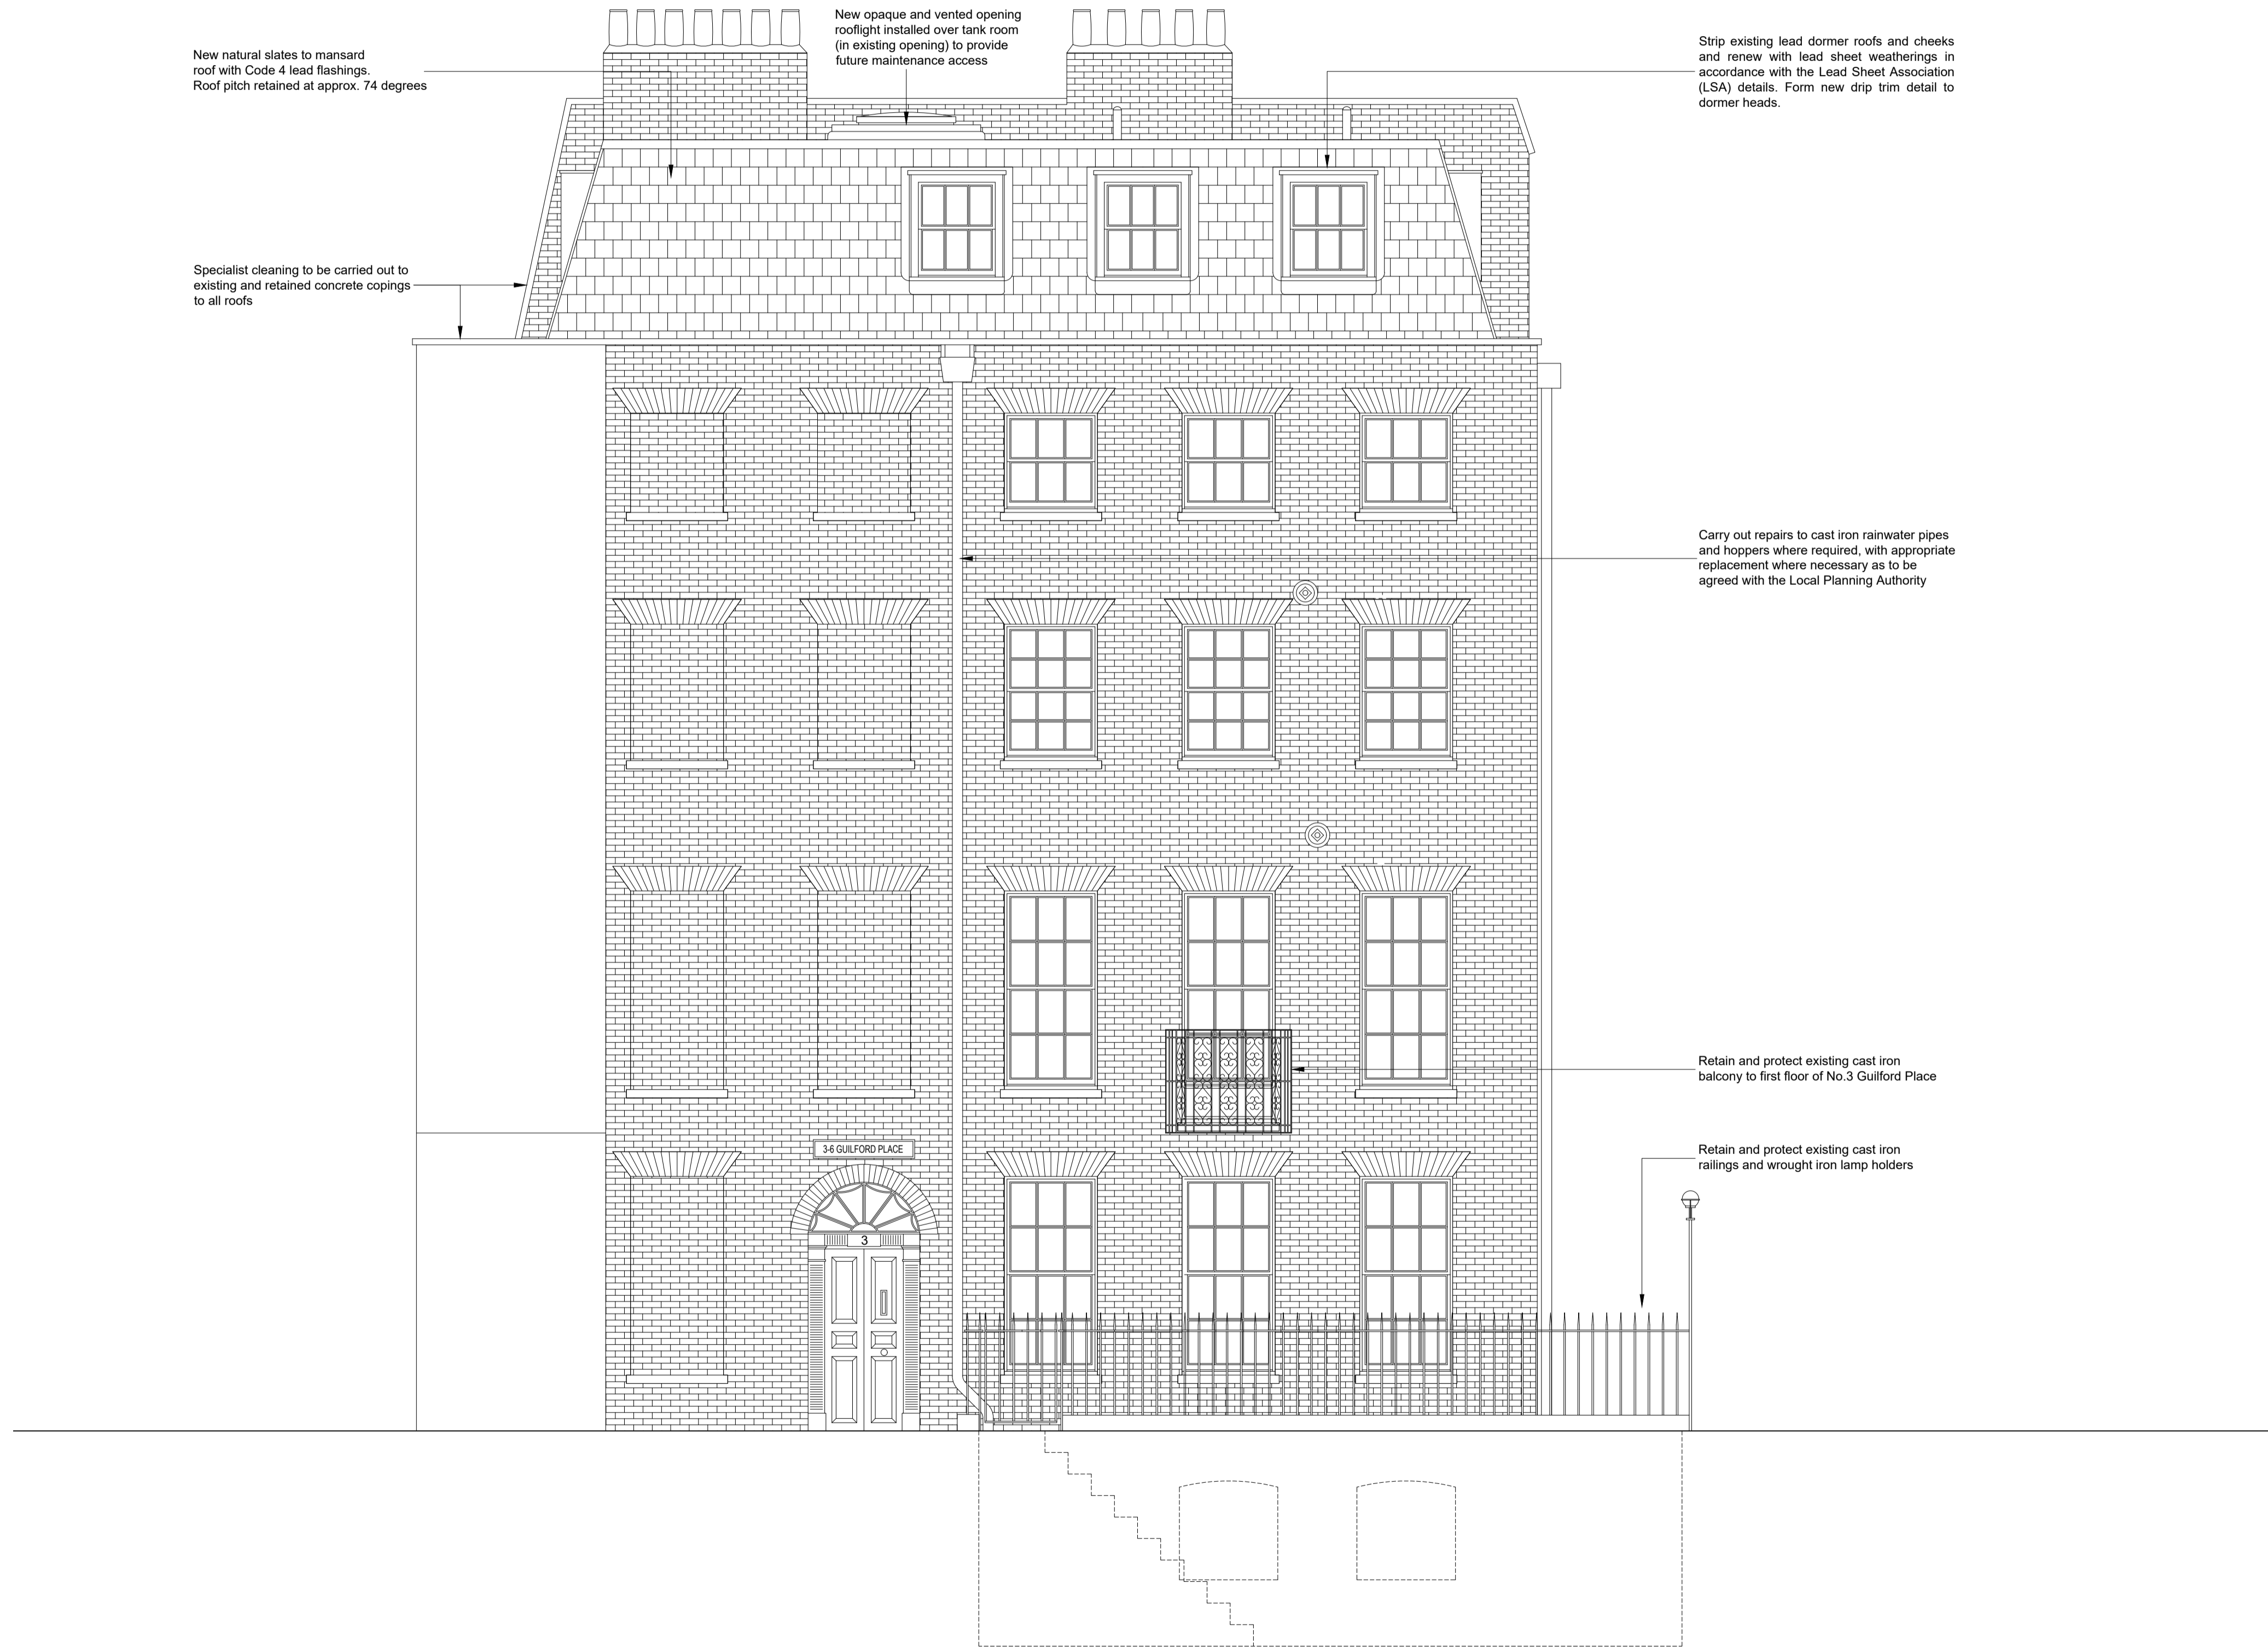 New opaque and vented opening
rooflight installed over tank room
(in existing opening) to provide
future maintenance access
New natural slates to mansard
roof with Code 4 lead flashings.
Roof pitch retained at approx. 74 degrees
Strip existing lead dormer roofs and cheeks
and renew with lead sheet weatherings in
accordance with the Lead Sheet Association
(LSA) details. Form new drip trim detail to
dormer heads.
Specialist cleaning to be carried out to
existing and retained concrete copings
to all roofs
Carry out repairs to cast iron rainwater pipes
and hoppers where required, with appropriate
replacement where necessary as to be
agreed with the Local Planning Authority
Retain and protect existing cast iron
balcony to first floor of No.3 Guilford Place
3-6 GUILFORD PLACE
Retain and protect existing cast iron
railings and wrought iron lamp holders
3